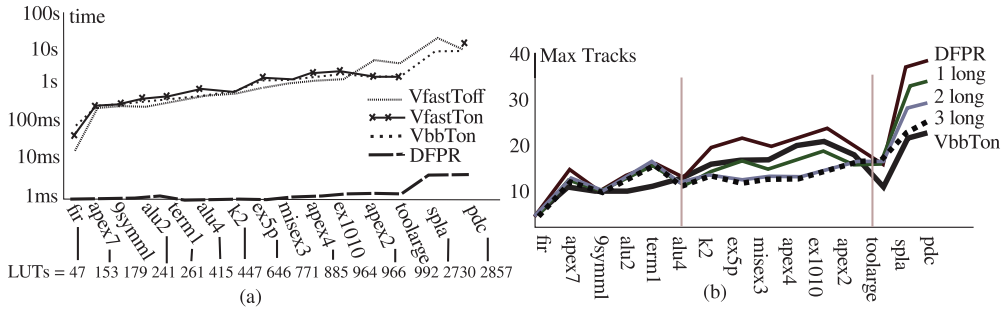 100s
time
10s
1s
100ms
10ms
1ms
VfastToff
VfastTon
VbbTon
DFPR
fir
apex7
9symml
alu2
term1
alu4
k2
ex5p
misex3
apex4
ex1010
apex2
toolarge
spla
pdc
LUTs = 47 153 179 241 261 415 447 646 771 885 964 966 992 2730 2857
(a)
40
Max Tracks
30
20
10
DFPR
1 long
2 long
3 long
VbbTon
fir
apex7
9symml
alu2
term1
alu4
k2
ex5p
misex3
apex4
ex1010
apex2
toolarge
spla
pdc
(b)